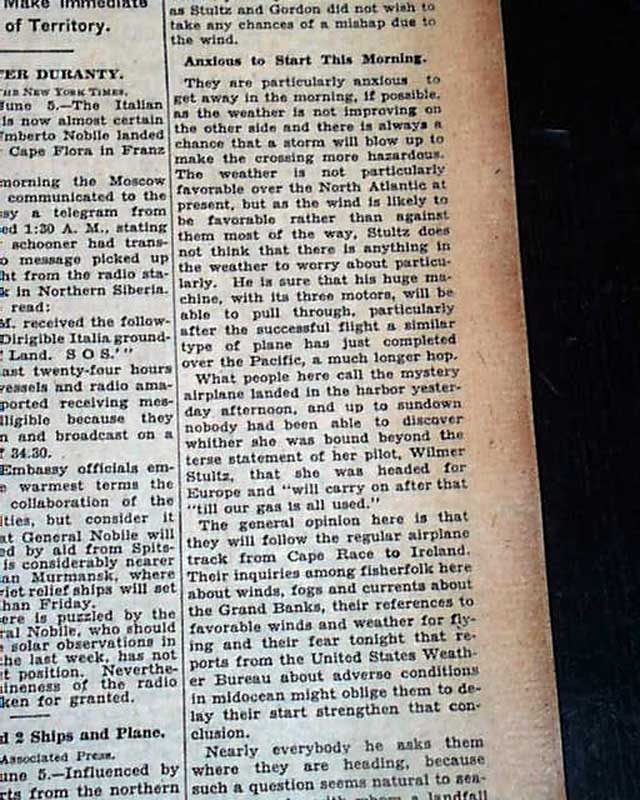 Make Immediate
of Territory.
TER DURANTY.
THE NEW YORK TIMES.
June 5.—The Italian
is now almost certain
Umberto Nobile landed
Cape Flora in Franz
morning the Moscow
communicated to the
a telegram from
1:30 A. M., stating
schooner had trans-
message picked up
from the radio sta-
in Northern Siberia.
read:
M. received the follow-
Dirigible Italia ground-
Land. S O S.'"
last twenty-four hours
vessels and radio ama-
ported receiving mes-
lligible because they
n and broadcast on a
f 34.30.
Embassy officials em-
warmest terms the
collaboration of the
ities, but consider it
at General Nobile will
ed by aid from Spits-
is considerably nearer
an Murmansk, where
viet relief ships will set
than Friday.
ere is puzzled by the
ral Nobile, who should
solar observations in
the last week, has not
t position. Neverthe-
uineness of the radio
ken for granted.
d 2 Ships and Plane.
Associated Press.
une 5.—Influenced by
rts from the northern
as Stultz and Gordon did not wish to
take any chances of a mishap due to
the wind.
Anxious to Start This Morning.
They are particularly anxious to
get away in the morning, if possible,
as the weather is not improving on
the other side and there is always a
chance that a storm will blow up to
make the crossing more hazardous.
The weather is not particularly
favorable over the North Atlantic at
present, but as the wind is likely to
be favorable rather than against
them most of the way, Stultz does
not think that there is anything in
the weather to worry about particu-
larly. He is sure that his huge ma-
chine, with its three motors, will be
able to pull through, particularly
after the successful flight a similar
type of plane has just completed
over the Pacific, a much longer hop.
What people here call the mystery
airplane landed in the harbor yester-
day afternoon, and up to sundown
nobody had been able to discover
whither she was bound beyond the
terse statement of her pilot, Wilmer
Stultz, that she was headed for
Europe and "will carry on after that
"till our gas is all used."
The general opinion here is that
they will follow the regular airplane
track from Cape Race to Ireland.
Their inquiries among fisherfolk here
about winds, fogs and currents about
the Grand Banks, their references to
favorable winds and weather for fly-
ing and their fear tonight that re-
ports from the United States Weath-
er Bureau about adverse conditions
in midocean might oblige them to de-
lay their start strengthen that con-
clusion.
Nearly everybody he asks them
where they are heading, because
such a question seems natural to sea-
whom a landfall